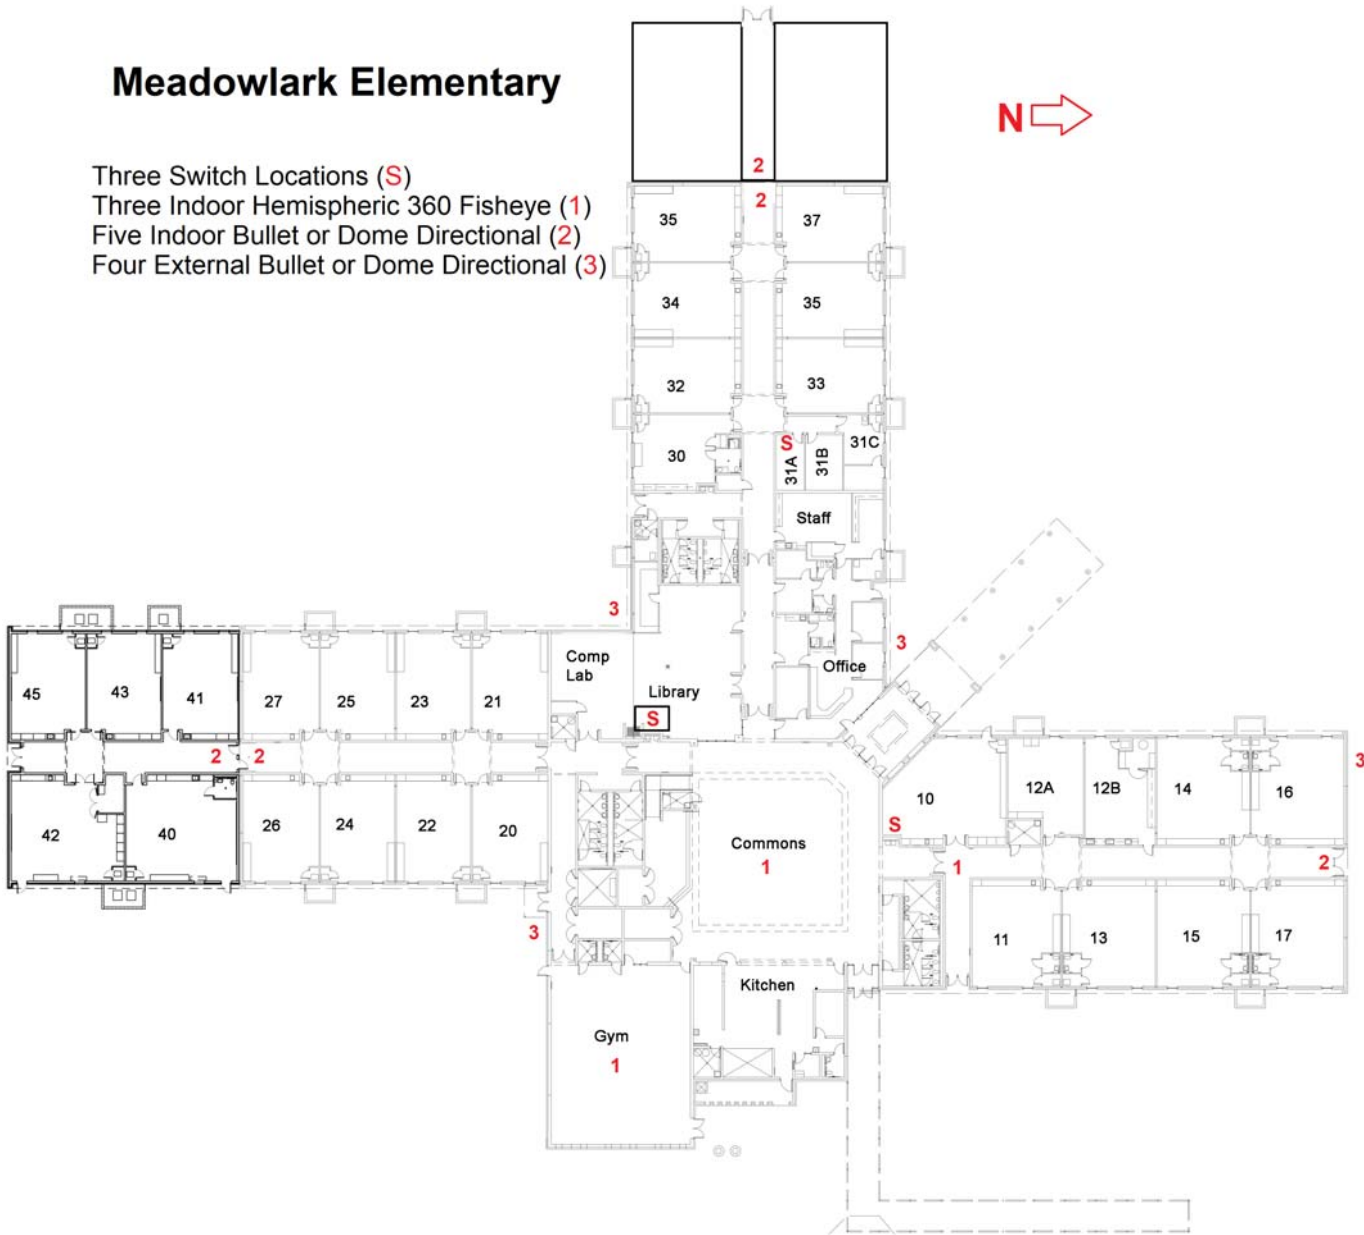 Meadowlark Elementary
N
Three Switch Locations (S)
Three Indoor Hemispheric 360 Fisheye (1)
Five Indoor Bullet or Dome Directional (2)
Four External Bullet or Dome Directional (3)
2
2
35
37
34
35
32
33
S
31C
30
31A
31B
Staff
3
3
Comp
Lab
Office
Library
S
45
43
41
27
25
23
21
2
2
3
10
12A
12B
14
16
S
42
40
26
24
22
20
Commons
1
1
2
3
11
13
15
17
Kitchen
Gym
1